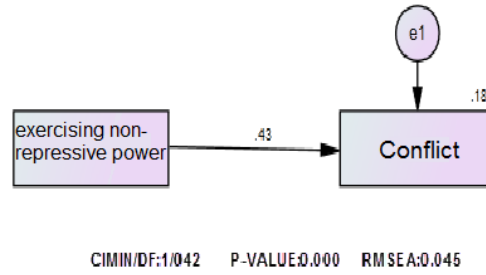 e1
.18
exercising non-
repressive power
.43
Conflict
CIMIN/DF:1/042 P-VALUE:0.000 RMSEA:0.045